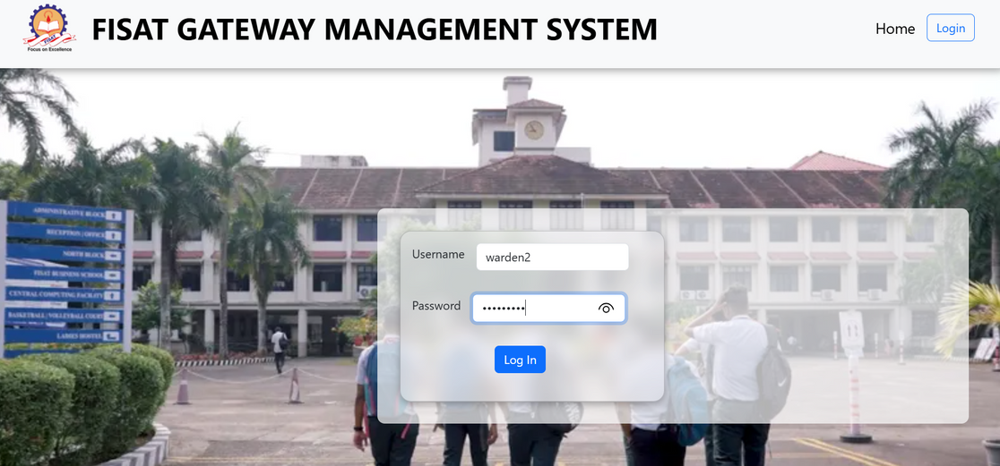 FISAT
Focus on Excellence
FISAT GATEWAY MANAGEMENT SYSTEM
Home
Login
ADMINISTRATIVE BLOCK
RECEPTION / OFFICE
NORTH BLOCK
FISAT BUSINESS SCHOOL
CENTRAL COMPUTING FACILITY
BASKETBALL / VOLLEYBALL COURT
LADIES HOSTEL
Username
warden2
Password
•••••••••
Log In